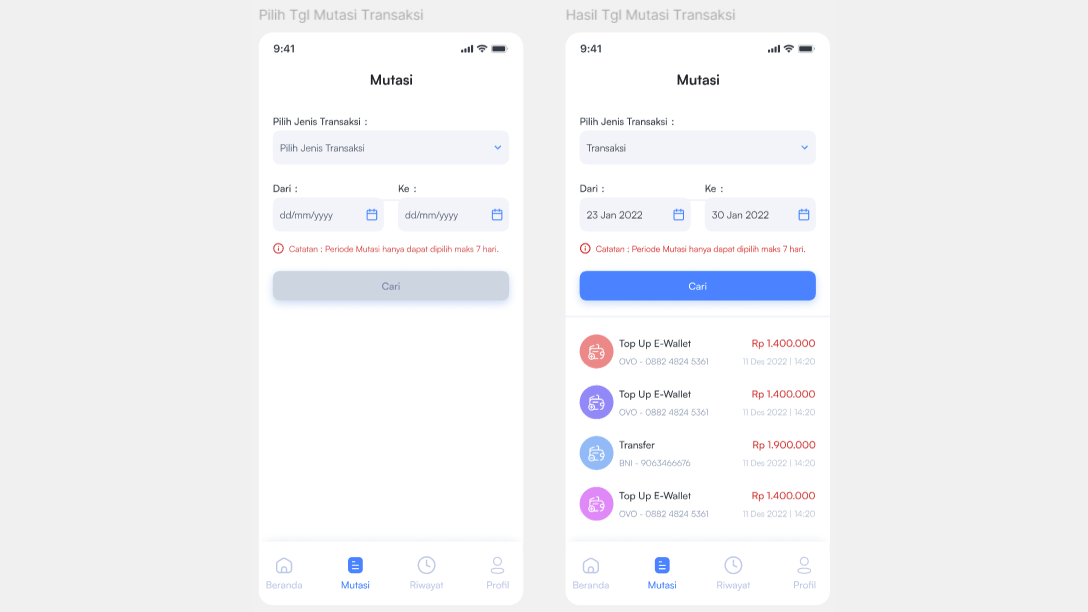 Pilih Tgl Mutasi Transaksi
9:41
Mutasi
Pilih Jenis Transaksi :
Pilih Jenis Transaksi
Dari : Ke :
dd/mm/yyyy dd/mm/yyyy
Catatan : Periode Mutasi hanya dapat dipilih maks 7 hari.
Cari
Beranda Mutasi Riwayat Profil
Hasil Tgl Mutasi Transaksi
9:41
Mutasi
Pilih Jenis Transaksi :
Transaksi
Dari : Ke :
23 Jan 2022 30 Jan 2022
Catatan : Periode Mutasi hanya dapat dipilih maks 7 hari.
Cari
Top Up E-Wallet Rp 1.400.000
OVO - 0882 4824 5361 11 Des 2022 | 14:20
Top Up E-Wallet Rp 1.400.000
OVO - 0882 4824 5361 11 Des 2022 | 14:20
Transfer Rp 1.900.000
BNI - 9063466676 11 Des 2022 | 14:20
Top Up E-Wallet Rp 1.400.000
OVO - 0882 4824 5361 11 Des 2022 | 14:20
Beranda Mutasi Riwayat Profil